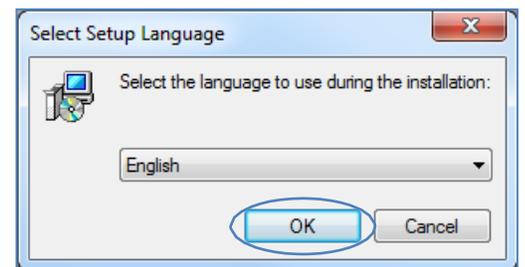 Select Setup Language
Select the language to use during the installation:
English
OK
Cancel